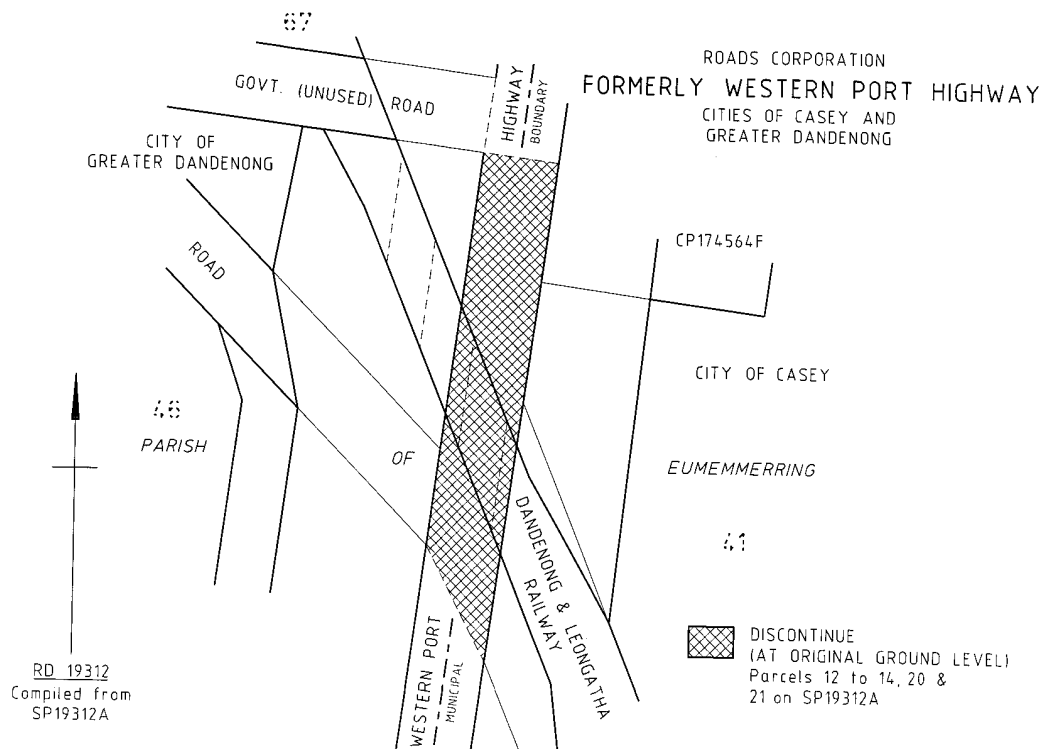 67
ROADS CORPORATION
FORMERLY WESTERN PORT HIGHWAY
CITIES OF CASEY AND
GREATER DANDENONG
GOVT. (UNUSED) ROAD
HIGHWAY
BOUNDARY
CITY OF
GREATER DANDENONG
ROAD
CP174564F
CITY OF CASEY
46
PARISH
OF
EUMEMMERRING
41
DANDENONG & LEONGATHA
RAILWAY
WESTERN PORT
MUNICIPAL
DISCONTINUE
(AT ORIGINAL GROUND LEVEL)
Parcels 12 to 14, 20 &
21 on SP19312A
RD 19312
Compiled from
SP19312A